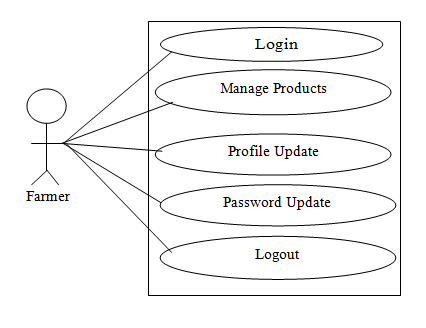 Login
Manage Products
Profile Update
Farmer
Password Update
Logout